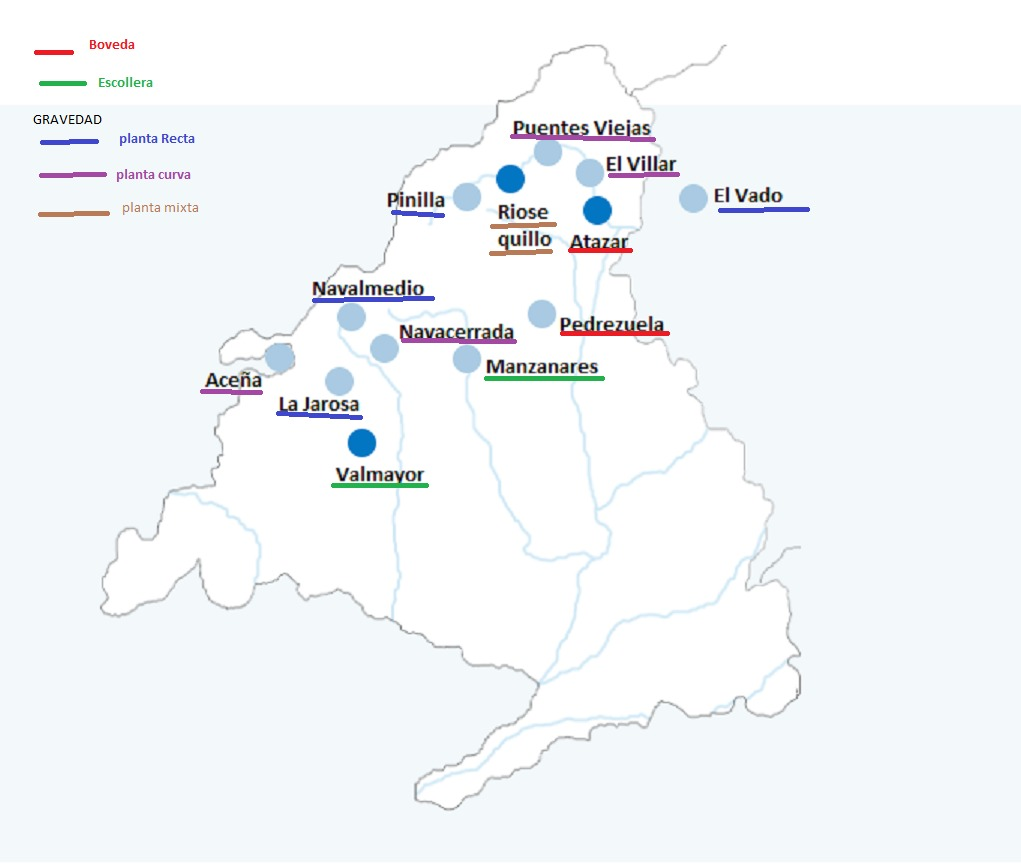 Boveda
Escollera
GRAVEDAD
planta Recta
planta curva
planta mixta
Puentes Viejas
El Villar
El Vado
Pinilla
Riose
quillo
Atazar
Navalmedio
Navacerrada
Pedrezuela
Manzanares
Aceña
La Jarosa
Valmayor